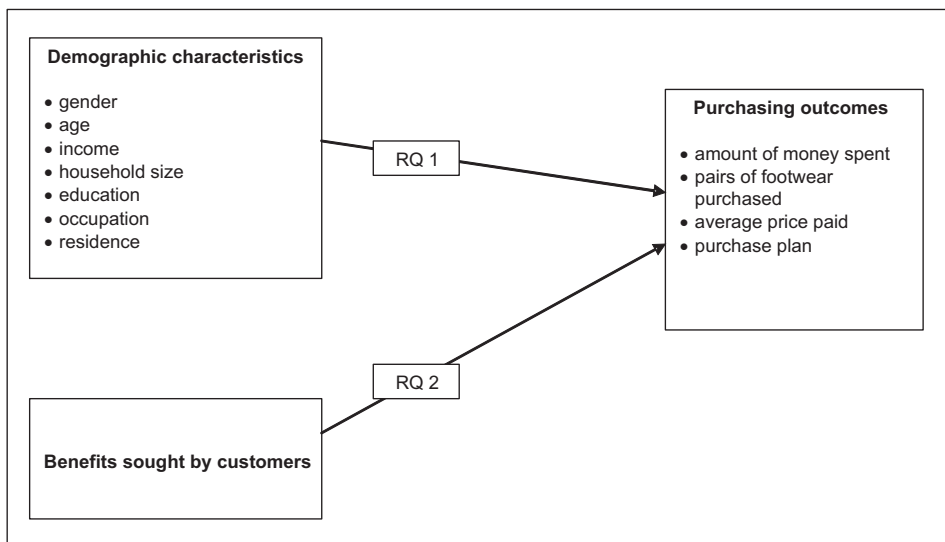 Demographic characteristics
• gender
• age
• income
• household size
• education
• occupation
• residence
RQ 1
Purchasing outcomes
• amount of money spent
• pairs of footwear
purchased
• average price paid
• purchase plan
RQ 2
Benefits sought by customers